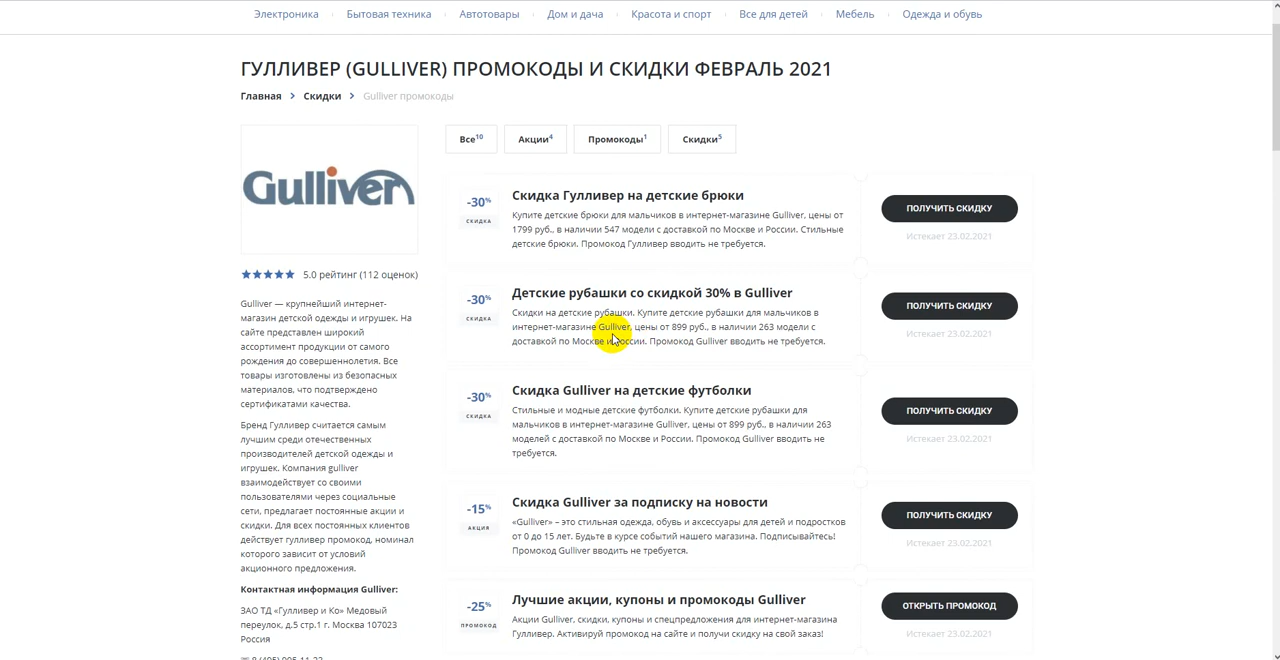 Электроника Бытовая техника Автотовары Дом и дача Красота и спорт Все для детей Мебель Одежда и обувь
ГУЛЛИВЕР (GULLIVER) ПРОМОКОДЫ И СКИДКИ ФЕВРАЛЬ 2021
Главная > Скидки > Gulliver промокоды
Gulliver
5.0 рейтинг (112 оценок)
Gulliver — крупнейший интернет-
магазин детской одежды и игрушек. На
сайте представлен широкий
ассортимент продукции от самого
рождения до совершеннолетия. Все
товары изготовлены из безопасных
материалов, что подтверждено
сертификатами качества.
Бренд Гулливер считается самым
лучшим среди отечественных
производителей детской одежды и
игрушек. Компания gulliver
взаимодействует со своими
пользователями через социальные
сети, предлагает постоянные акции и
скидки. Для всех постоянных клиентов
действует гулливер промокод, номинал
которого зависит от условий
акционного предложения.
Контактная информация Gulliver:
ЗАО ТД «Гулливер и Ко» Медовый
переулок, д.5 стр.1 г. Москва 107023
Россия
Все10 Акции4 Промокоды1 Скидки5
-30%
СКИДКА
Скидка Гулливер на детские брюки
Купите детские брюки для мальчиков в интернет-магазине Gulliver, цены от
1799 руб., в наличии 547 модели с доставкой по Москве и России. Стильные
детские брюки. Промокод Гулливер вводить не требуется.
ПОЛУЧИТЬ СКИДКУ
Истекает 23.02.2021
-30%
СКИДКА
Детские рубашки со скидкой 30% в Gulliver
Скидки на детские рубашки. Купите детские рубашки для мальчиков в
интернет-магазине Gulliver, цены от 899 руб., в наличии 263 модели с
доставкой по Москве и России. Промокод Gulliver вводить не требуется.
ПОЛУЧИТЬ СКИДКУ
Истекает 23.02.2021
-30%
СКИДКА
Скидка Gulliver на детские футболки
Стильные и модные детские футболки. Купите детские рубашки для
мальчиков в интернет-магазине Gulliver, цены от 899 руб., в наличии 263
моделей с доставкой по Москве и России. Промокод Gulliver вводить не
требуется.
ПОЛУЧИТЬ СКИДКУ
Истекает 23.02.2021
-15%
АКЦИЯ
Скидка Gulliver за подписку на новости
«Gulliver» – это стильная одежда, обувь и аксессуары для детей и подростков
от 0 до 15 лет. Будьте в курсе событий нашего магазина. Подписывайтесь!
Промокод Gulliver вводить не требуется.
ПОЛУЧИТЬ СКИДКУ
Истекает 23.02.2021
-25%
ПРОМОКОД
Лучшие акции, купоны и промокоды Gulliver
Акции Gulliver, скидки, купоны и спецпредложения для интернет-магазина
Гулливер. Активируй промокод на сайте и получи скидку на свой заказ!
ОТКРЫТЬ ПРОМОКОД
Истекает 23.02.2021